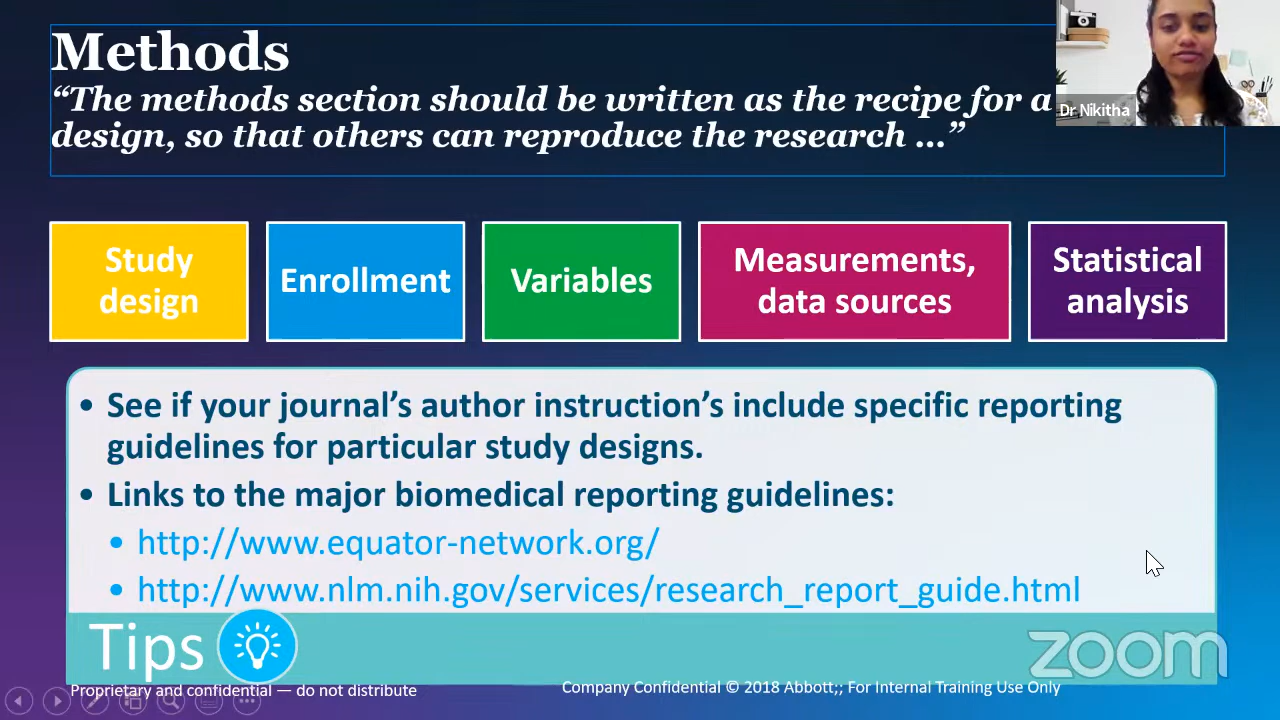 Methods
“The methods section should be written as the recipe for a
design, so that others can reproduce the research ...”
Dr Nikitha
Study
design
Enrollment
Variables
Measurements,
data sources
Statistical
analysis
• See if your journal’s author instruction’s include specific reporting
guidelines for particular study designs.
• Links to the major biomedical reporting guidelines:
• http://www.equator-network.org/
• http://www.nlm.nih.gov/services/research_report_guide.html
Tips
zoom
Proprietary and confidential — do not distribute
Company Confidential © 2018 Abbott;; For Internal Training Use Only